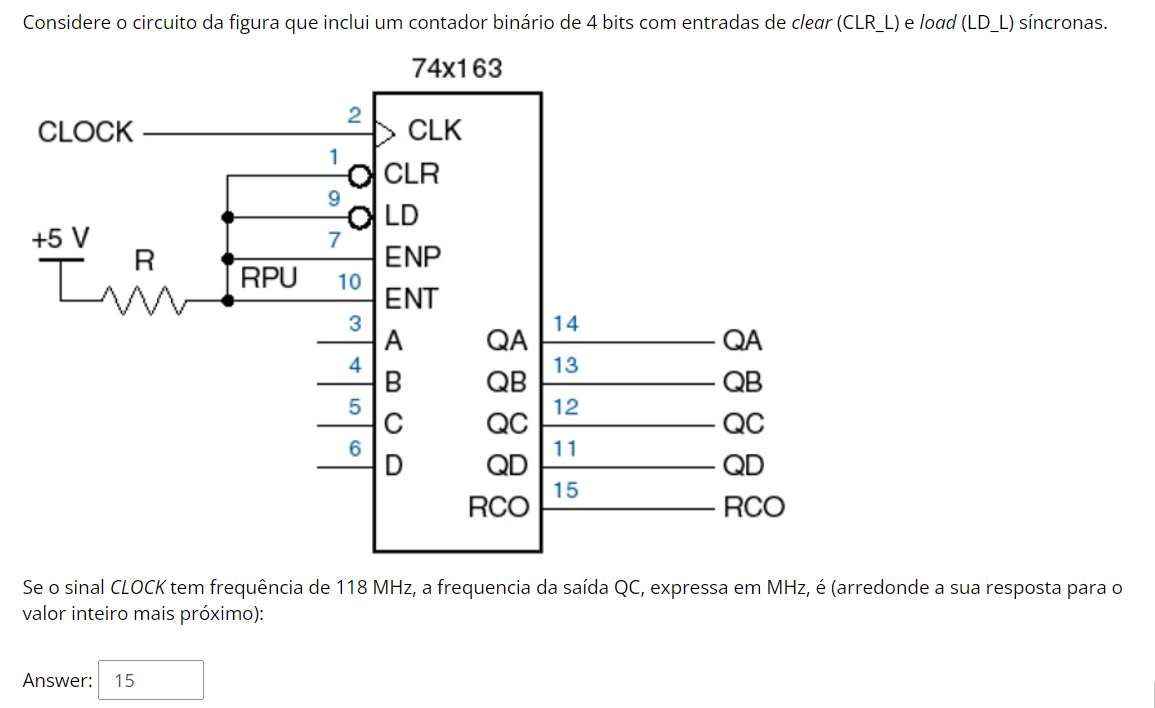 Considere o circuito da figura que inclui um contador binário de 4 bits com entradas de clear (CLR_L) e load (LD_L) síncronas.
74x163
CLOCK
2
CLK
1
CLR
9
LD
+5 V
R
7
ENP
RPU
10
ENT
3
A
QA
14
QA
4
B
QB
13
QB
5
C
QC
12
QC
6
D
QD
11
QD
RCO
15
RCO
Se o sinal CLOCK tem frequência de 118 MHz, a frequencia da saída QC, expressa em MHz, é (arredonde a sua resposta para o
valor inteiro mais próximo):
Answer: 15